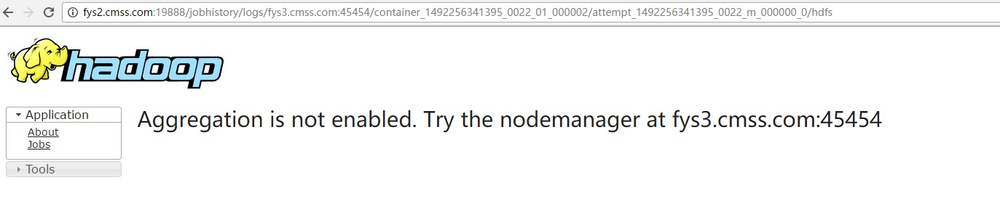 fys2.cmss.com:19888/jobhistory/logs/fys3.cmss.com:45454/container_1492256341395_0022_01_000002/attempt_1492256341395_0022_m_000000_0/hdfs
hadoop
Application
About
Jobs
Tools
Aggregation is not enabled. Try the nodemanager at fys3.cmss.com:45454